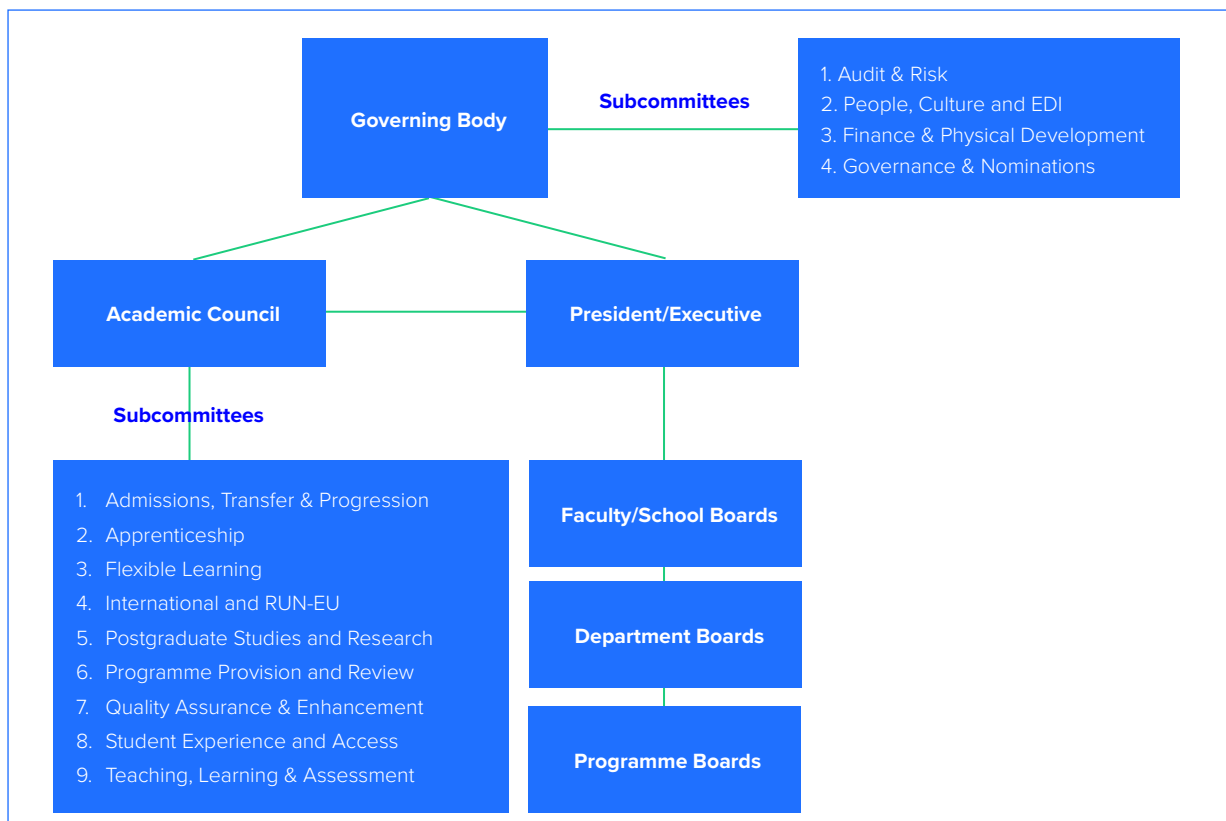 Governing Body
Subcommittees
1. Audit & Risk
2. People, Culture and EDI
3. Finance & Physical Development
4. Governance & Nominations
Academic Council
President/Executive
Subcommittees
1. Admissions, Transfer & Progression
2. Apprenticeship
3. Flexible Learning
4. International and RUN-EU
5. Postgraduate Studies and Research
6. Programme Provision and Review
7. Quality Assurance & Enhancement
8. Student Experience and Access
9. Teaching, Learning & Assessment
Faculty/School Boards
Department Boards
Programme Boards